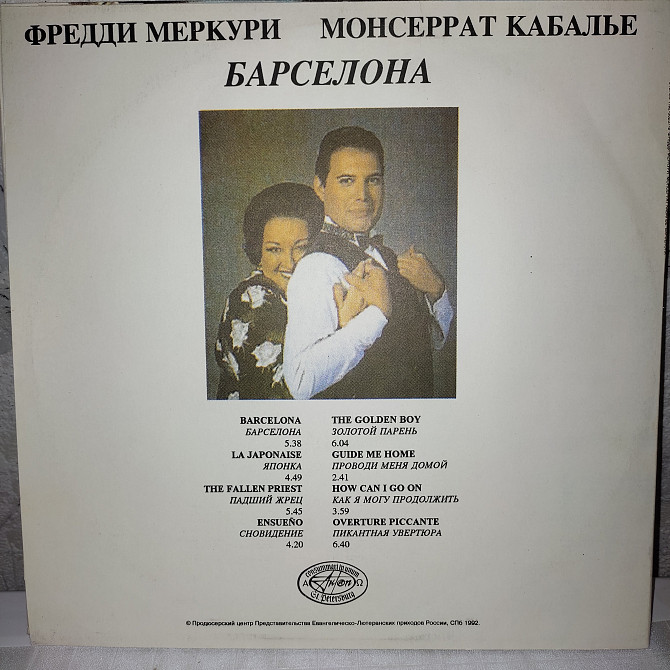 ФРЕДДИ МЕРКУРИ МОНСЕРРАТ КАБАЛЬЕ
БАРСЕЛОНА
BARCELONA
БАРСЕЛОНА
5.38
LA JAPONAISE
ЯПОНКА
4.49
THE FALLEN PRIEST
ПАДШИЙ ЖРЕЦ
5.45
ENSUEÑO
СНОВИДЕНИЕ
4.20
THE GOLDEN BOY
ЗОЛОТОЙ ПАРЕНЬ
6.04
GUIDE ME HOME
ПРОВОДИ МЕНЯ ДОМОЙ
2.41
HOW CAN I GO ON
КАК Я МОГУ ПРОДОЛЖИТЬ
3.59
OVERTURE PICCANTE
ПИКАНТНАЯ УВЕРТЮРА
6.40
А Ω
St. Petersburg
© Продюсерский центр Представительства Евангелическо-Лютеранских приходов России, СПб 1992.